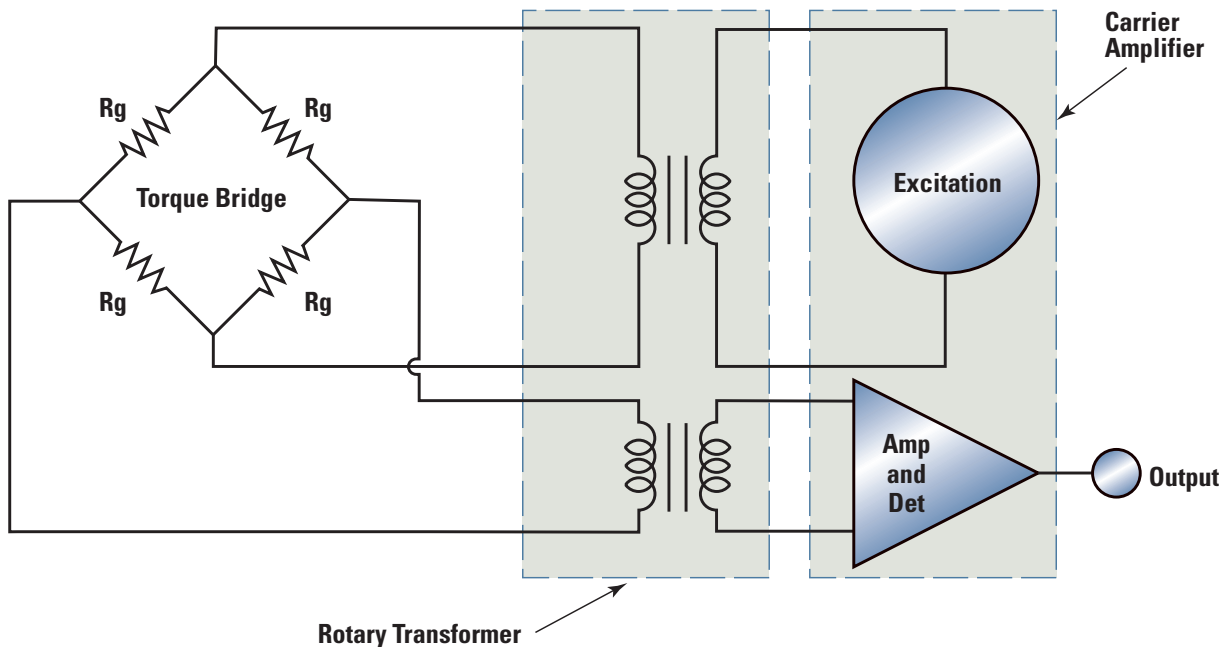 Carrier
Amplifier
Rg
Rg
Torque Bridge
Excitation
Rg
Rg
Amp
and
Det
Output
Rotary Transformer